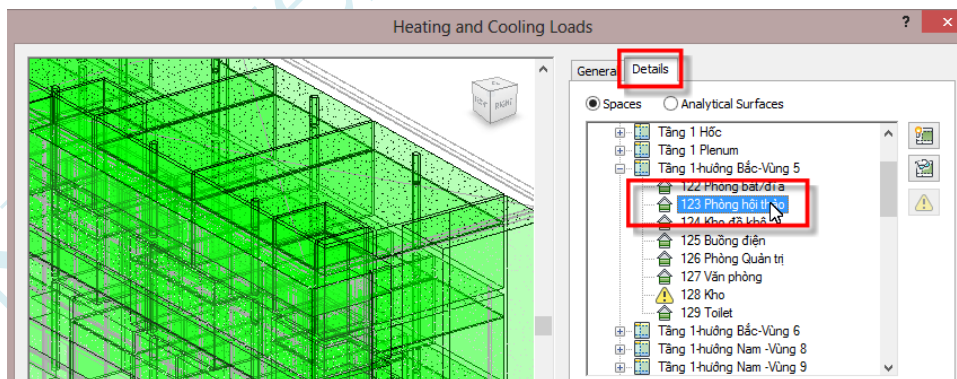 Heating and Cooling Loads
?
General
Details
Spaces
Analytical Surfaces
Tầng 1 Hốc
Tầng 1 Plenum
Tầng 1-hướng Bắc-Vùng 5
122 Phòng bát/dĩa
123 Phòng hội thảo
124 Kho đồ khô
125 Buồng điện
126 Phòng Quản trị
127 Văn phòng
128 Kho
129 Toilet
Tầng 1-hướng Bắc-Vùng 6
Tầng 1-hướng Nam -Vùng 8
Tầng 1-hướng Nam -Vùng 9
RIGHT